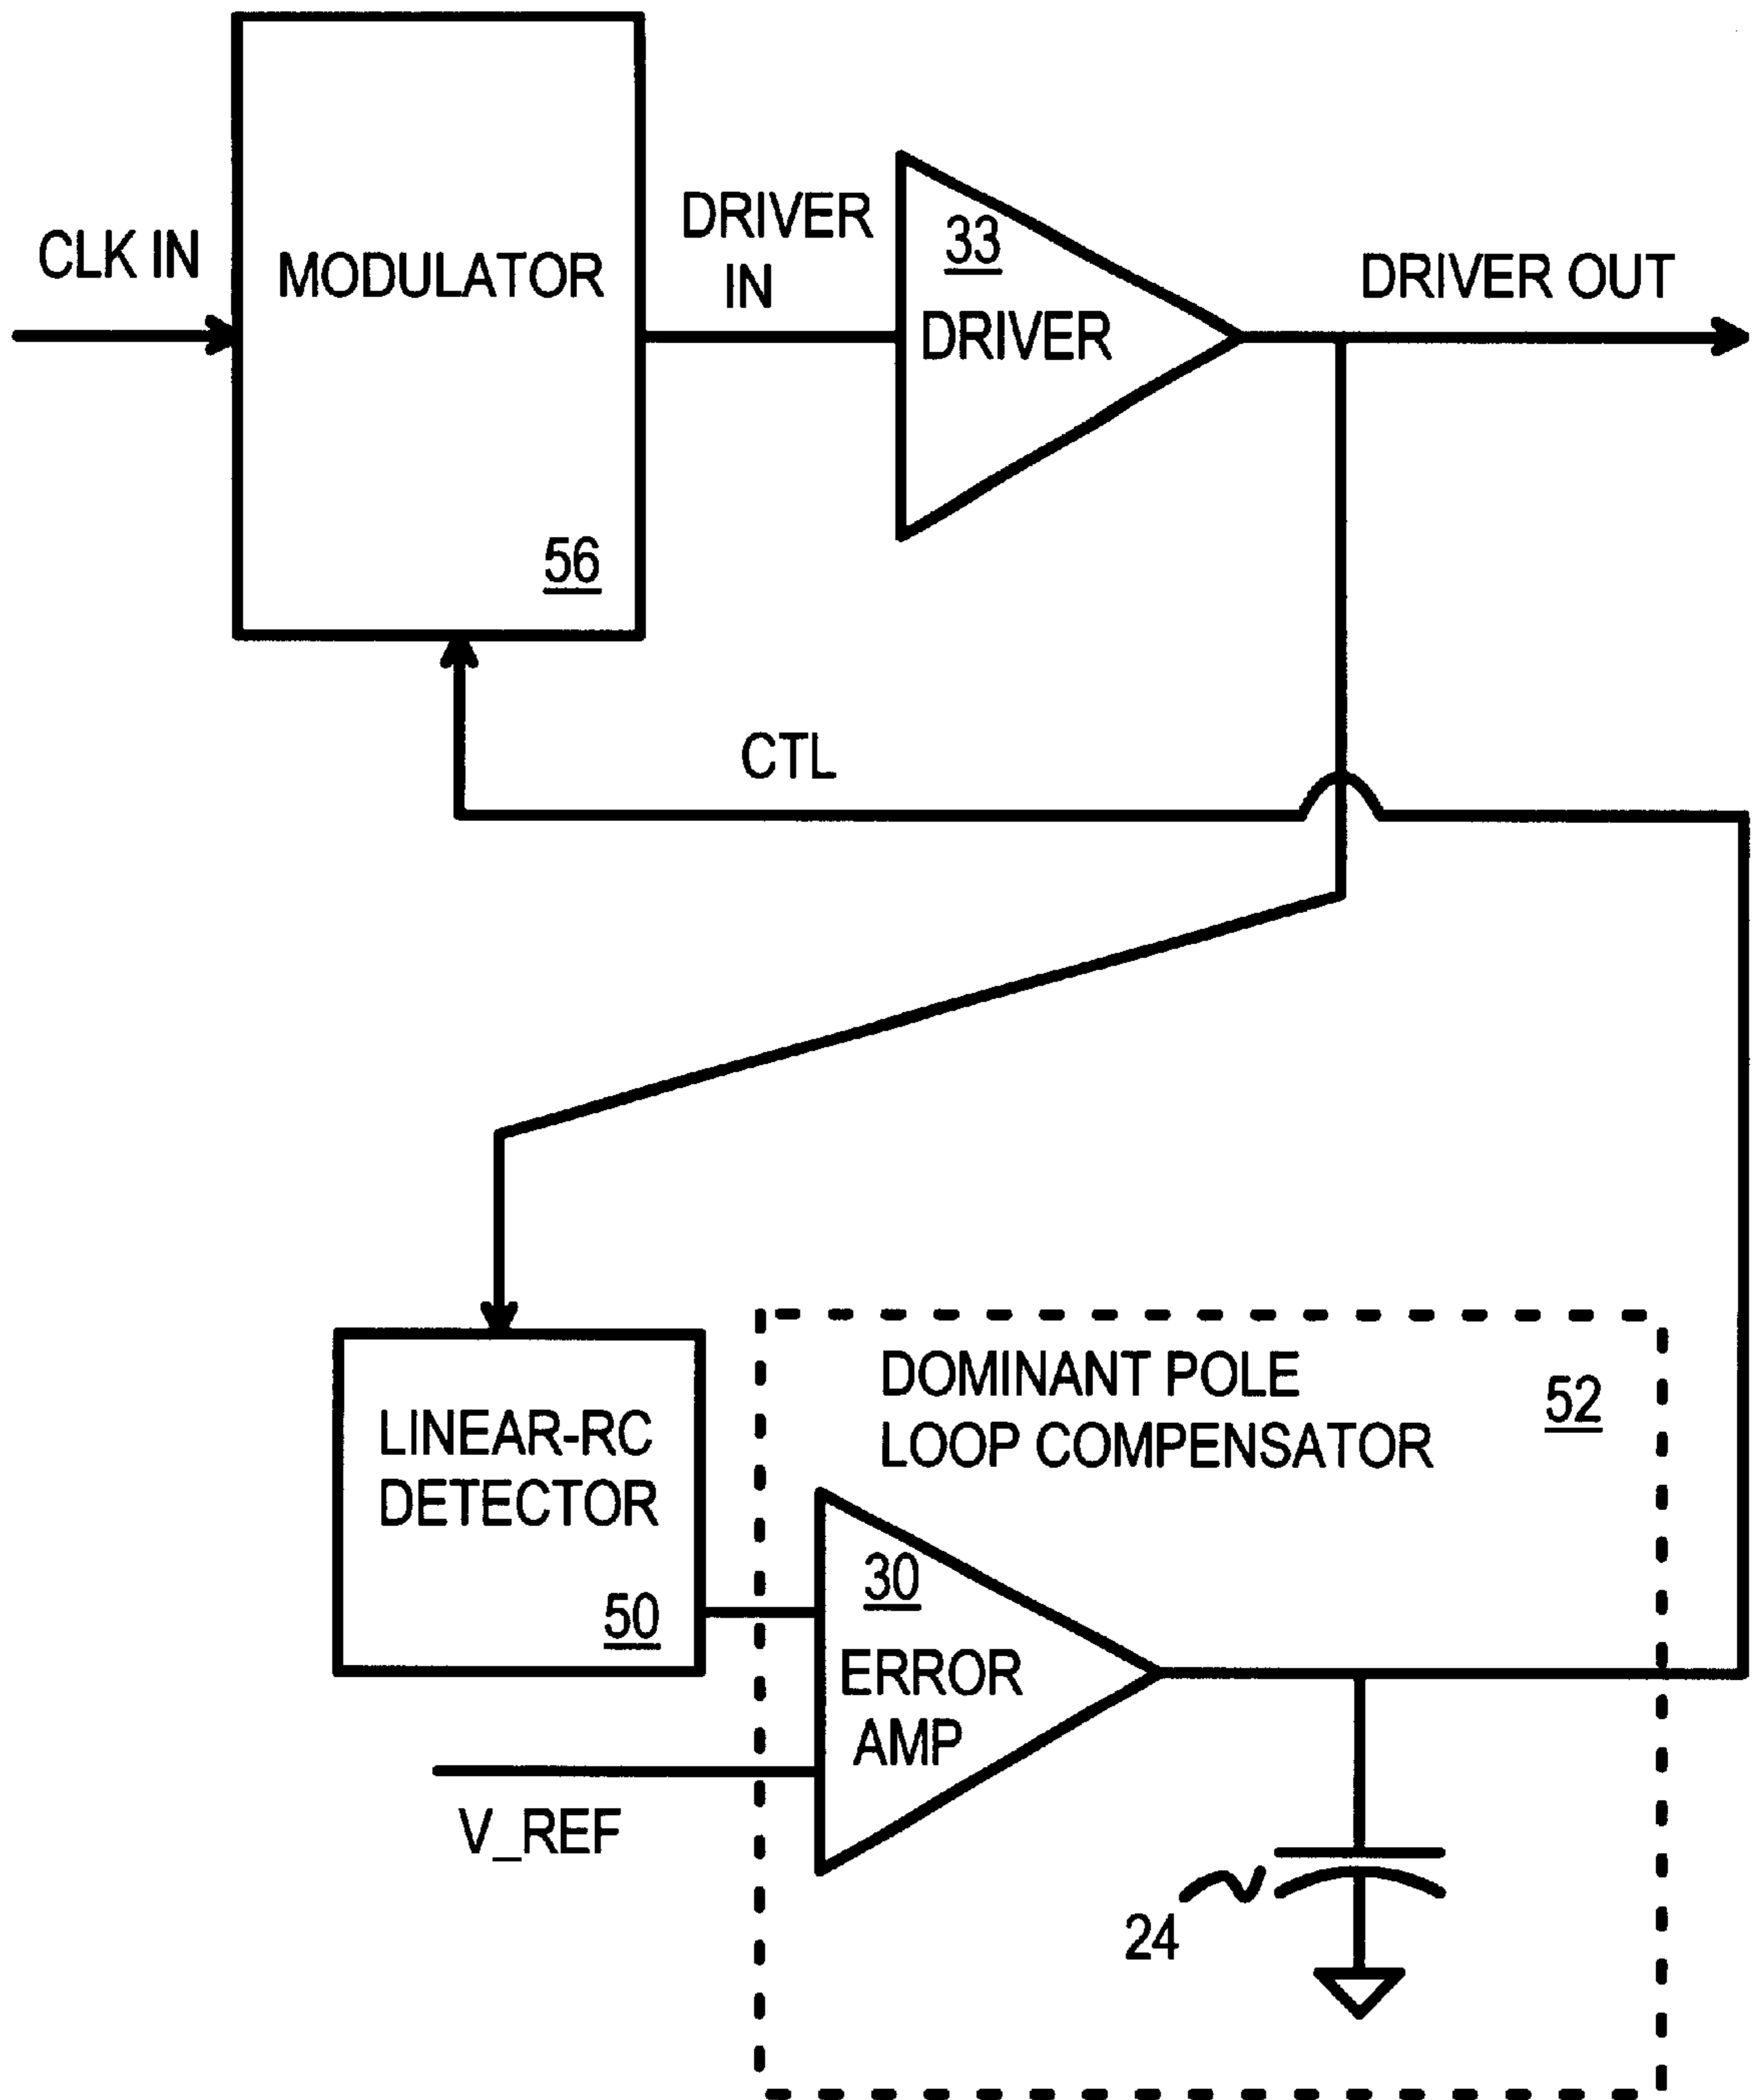 CLK IN
MODULATOR
56
DRIVER
IN
33
DRIVER
DRIVER OUT
CTL
LINEAR-RC
DETECTOR
50
DOMINANT POLE
LOOP COMPENSATOR
52
30
ERROR
AMP
V_REF
24